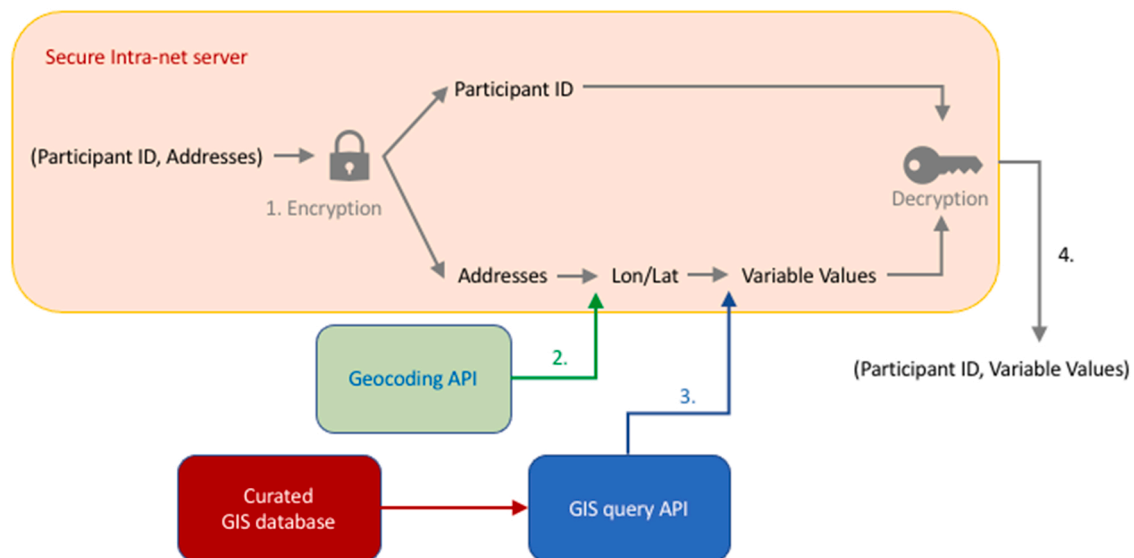 Secure Intra-net server
Participant ID
(Participant ID, Addresses)
1. Encryption
Decryption
Addresses
Lon/Lat
Variable Values
4.
2.
Geocoding API
(Participant ID, Variable Values)
3.
Curated
GIS database
GIS query API